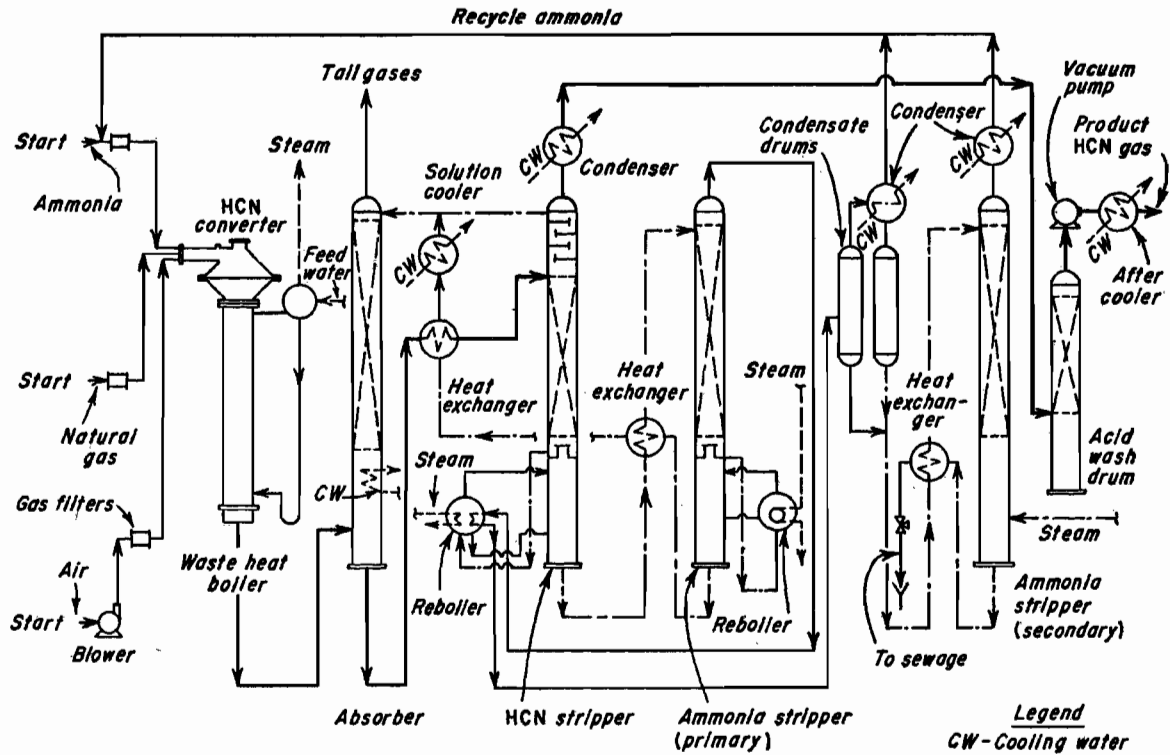 Recycle ammonia
Tail gases
Vacuum
pump
Start
Steam
Condensate
drums
Condenser
Product
HCN gas
Ammonia
HCN
converter
Solution
cooler
CW
Condenser
CW
CW
CW
CW
Feed
water
After
cooler
Start
Natural
gas
Heat
exchanger
Heat
exchanger
Steam
Heat
exchan-
ger
Gas filters
CW
Steam
Acid
wash
drum
Air
Start
Blower
Waste heat
boiler
Reboiler
Reboiler
Steam
Ammonia
stripper
(secondary)
To sewage
Absorber
HCN stripper
Ammonia stripper
(primary)
Legend
CW-Cooling water